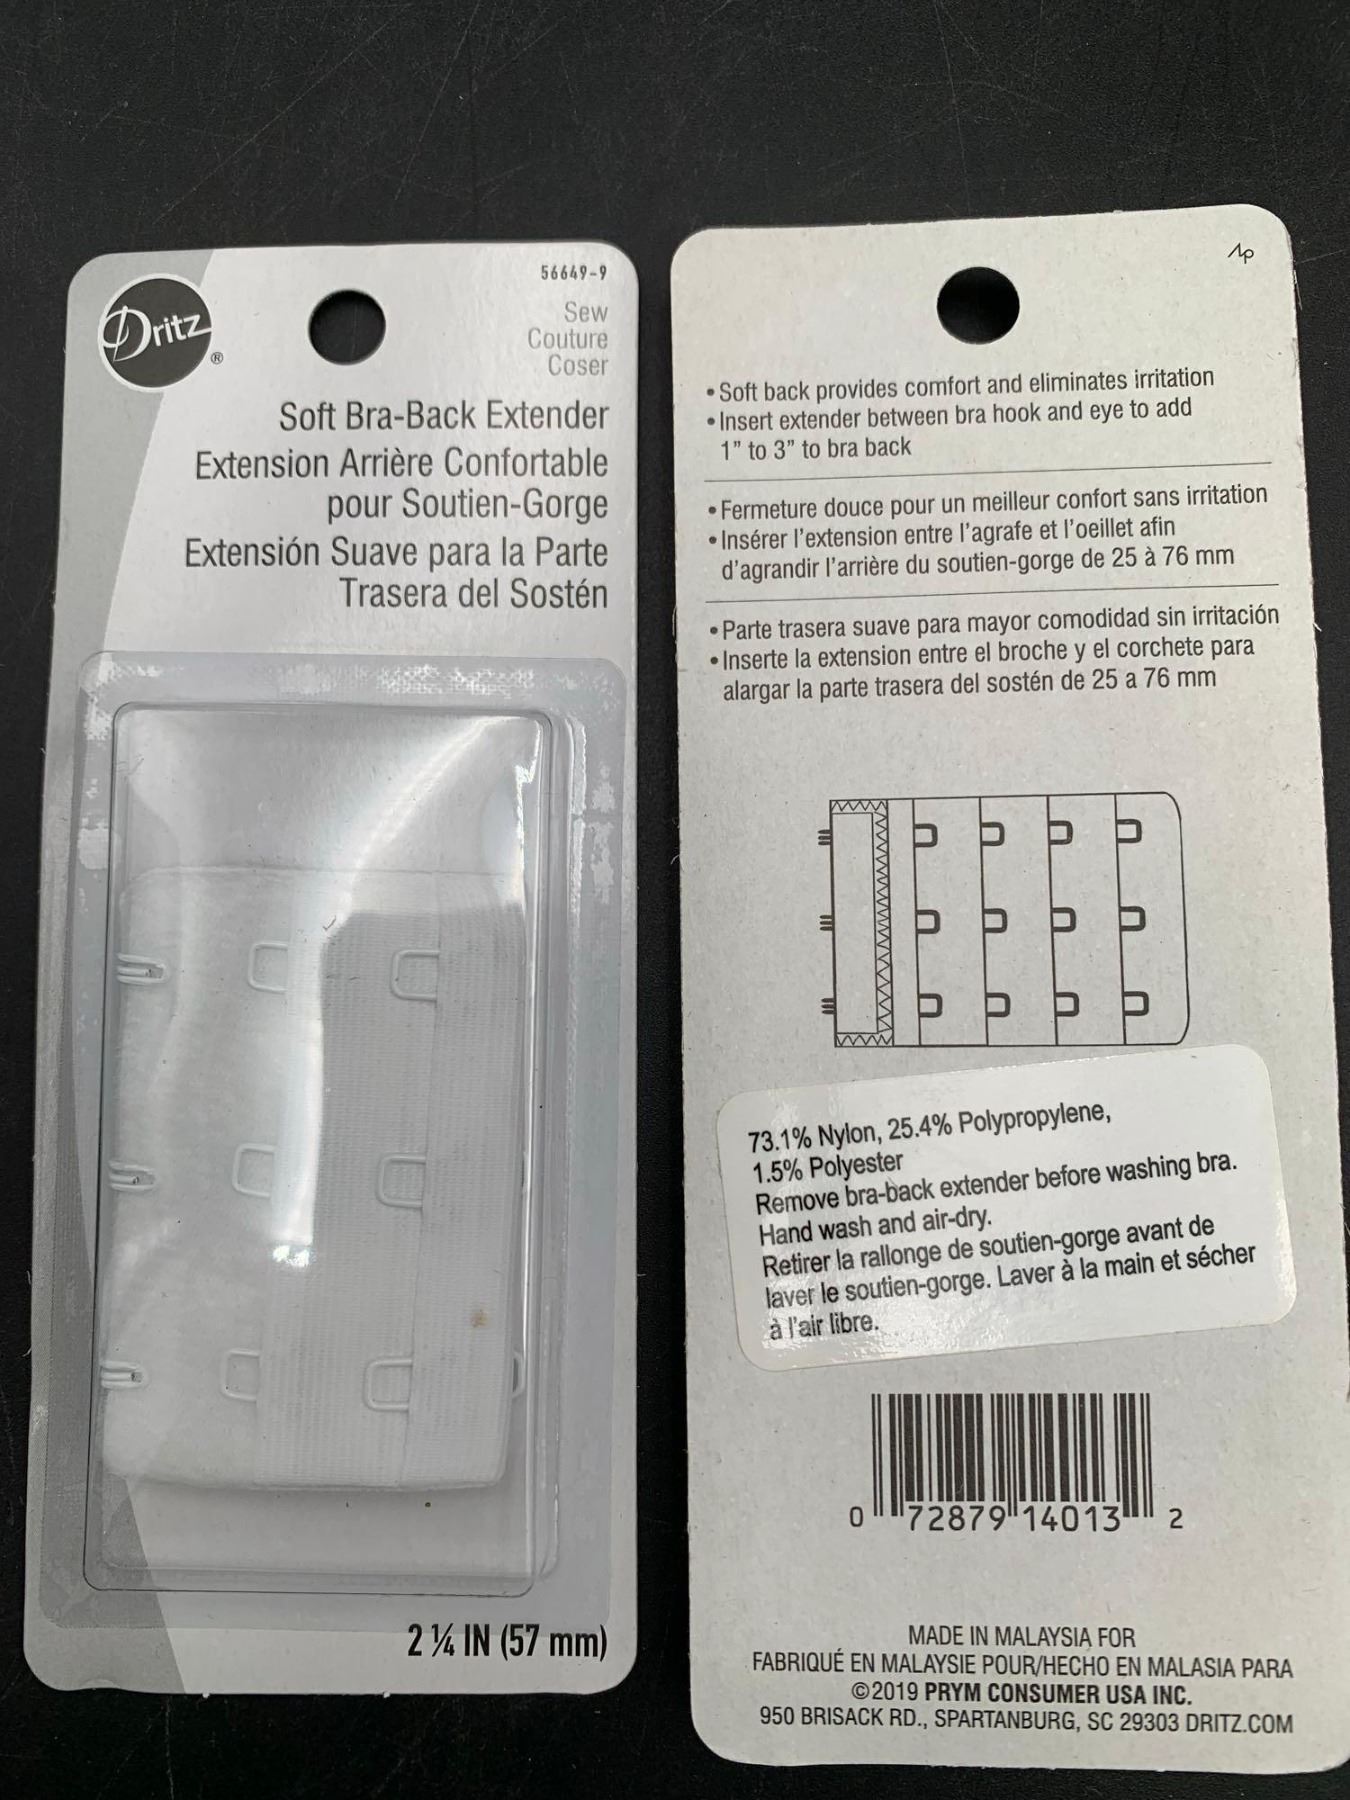 56649-9
Dritz®
Sew
Couture
Coser
Soft Bra-Back Extender
Extension Arrière Confortable
pour Soutien-Gorge
Extensión Suave para la Parte
Trasera del Sostén
2 ¼ IN (57 mm)
• Soft back provides comfort and eliminates irritation
• Insert extender between bra hook and eye to add
1” to 3” to bra back
• Fermeture douce pour un meilleur confort sans irritation
• Insérer l’extension entre l’agrafe et l’oeillet afin
d’agrandir l’arrière du soutien-gorge de 25 à 76 mm
• Parte trasera suave para mayor comodidad sin irritación
• Inserte la extension entre el broche y el corchete para
alargar la parte trasera del sostén de 25 a 76 mm
73.1% Nylon, 25.4% Polypropylene,
1.5% Polyester
Remove bra-back extender before washing bra.
Hand wash and air-dry.
Retirer la rallonge de soutien-gorge avant de
laver le soutien-gorge. Laver à la main et sécher
à l’air libre.
0 72879 14013 2
MADE IN MALAYSIA FOR
FABRIQUÉ EN MALAYSIE POUR/HECHO EN MALASIA PARA
©2019 PRYM CONSUMER USA INC.
950 BRISACK RD., SPARTANBURG, SC 29303 DRITZ.COM